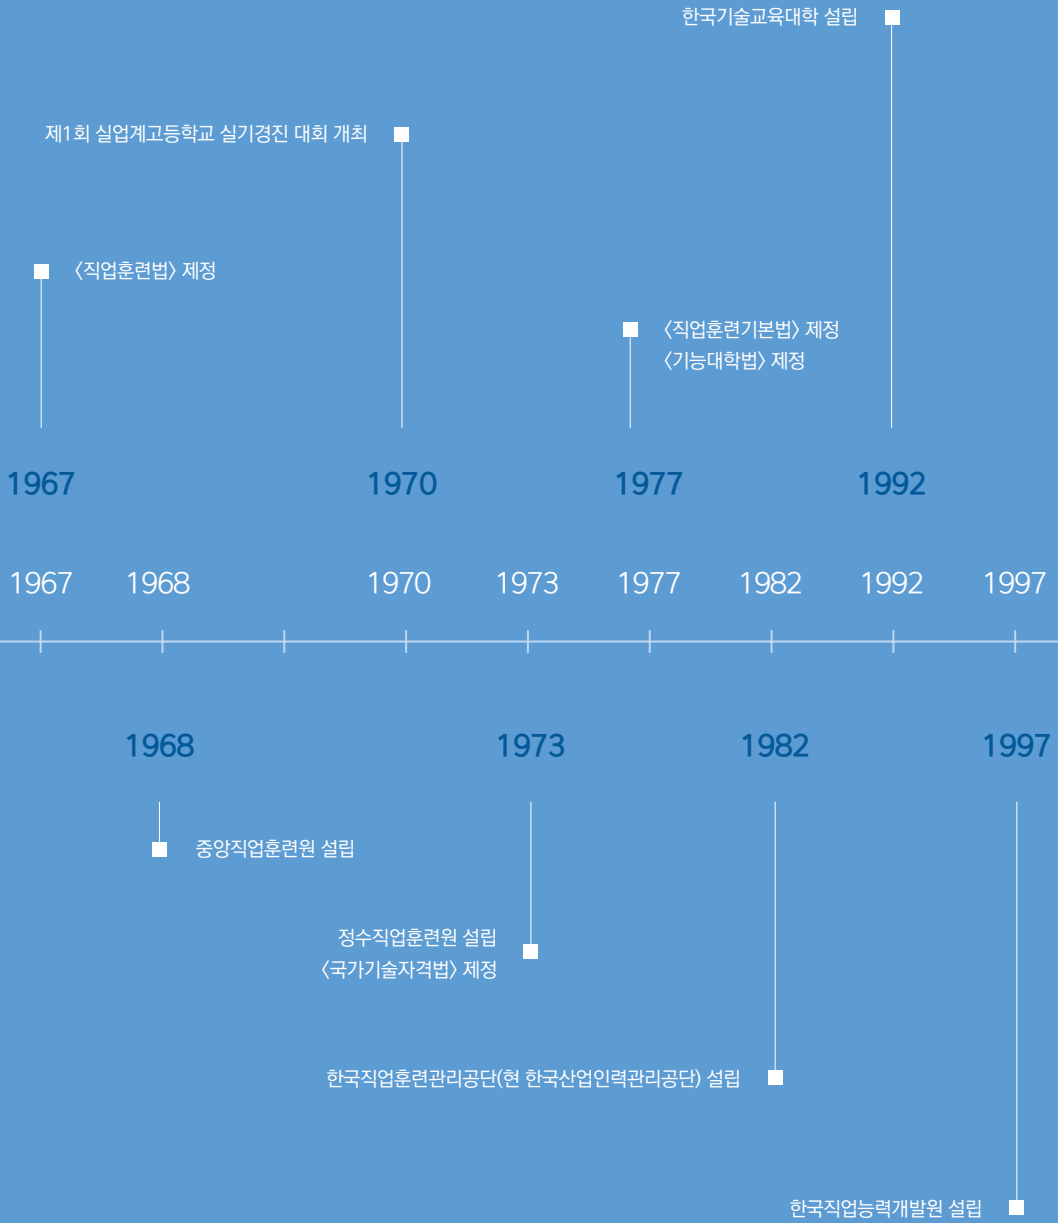 한국기술교육대학 설립
제1회 실업계고등학교 실기경진 대회 개최
〈직업훈련법〉 제정
〈직업훈련기본법〉 제정
〈기능대학법〉 제정
1967 1970 1977 1992
1967 1968 1970 1973 1977 1982 1992 1997
1968 1973 1982 1997
중앙직업훈련원 설립
정수직업훈련원 설립
〈국가기술자격법〉 제정
한국직업훈련관리공단(현 한국산업인력관리공단) 설립
한국직업능력개발원 설립